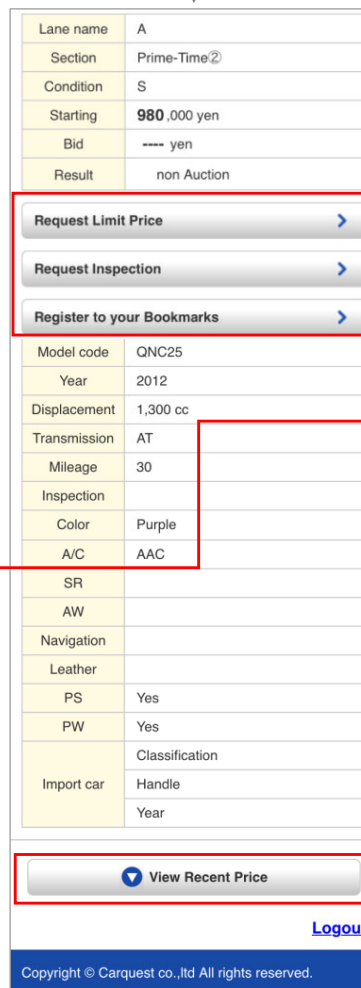 Lane name A
Section Prime-Time②
Condition S
Starting 980 ,000 yen
Bid ---- yen
Result non Auction
Request Limit Price
Request Inspection
Register to your Bookmarks
Model code QNC25
Year 2012
Displacement 1,300 cc
Transmission AT
Mileage 30
Inspection
Color Purple
A/C AAC
SR
AW
Navigation
Leather
PS Yes
PW Yes
Import car
Classification
Handle
Year
View Recent Price
Logou
Copyright © Carquest co.,ltd All rights reserved.